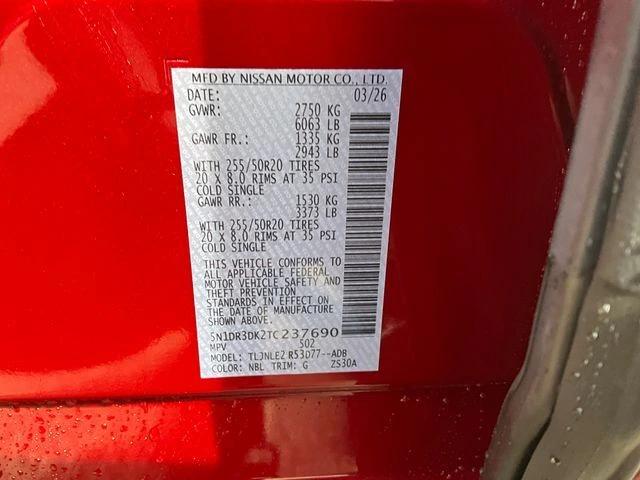 MFD BY NISSAN MOTOR CO., LTD.
DATE: 03/26
GVWR: 2750 KG
6063 LB
GAWR FR.: 1335 KG
2943 LB
WITH 255/50R20 TIRES
20 X 8.0 RIMS AT 35 PSI
COLD SINGLE
GAWR RR.: 1530 KG
3373 LB
WITH 255/50R20 TIRES
20 X 8.0 RIMS AT 35 PSI
COLD SINGLE
THIS VEHICLE CONFORMS TO
ALL APPLICABLE FEDERAL
MOTOR VEHICLE SAFETY AND
THEFT PREVENTION
STANDARDS IN EFFECT ON
THE DATE OF MANUFACTURE
5N1DR3DK2TC237690
MPV 502
MODEL: TLJNLE2 R53D77--ADB
COLOR: NBL TRIM: G ZS30A